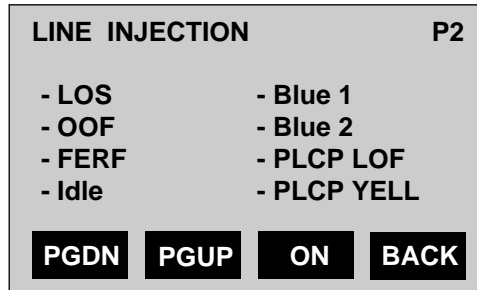 LINE INJECTION P2
- LOS - Blue 1
- OOF - Blue 2
- FERF - PLCP LOF
- Idle - PLCP YELL
PGDN PGUP ON BACK